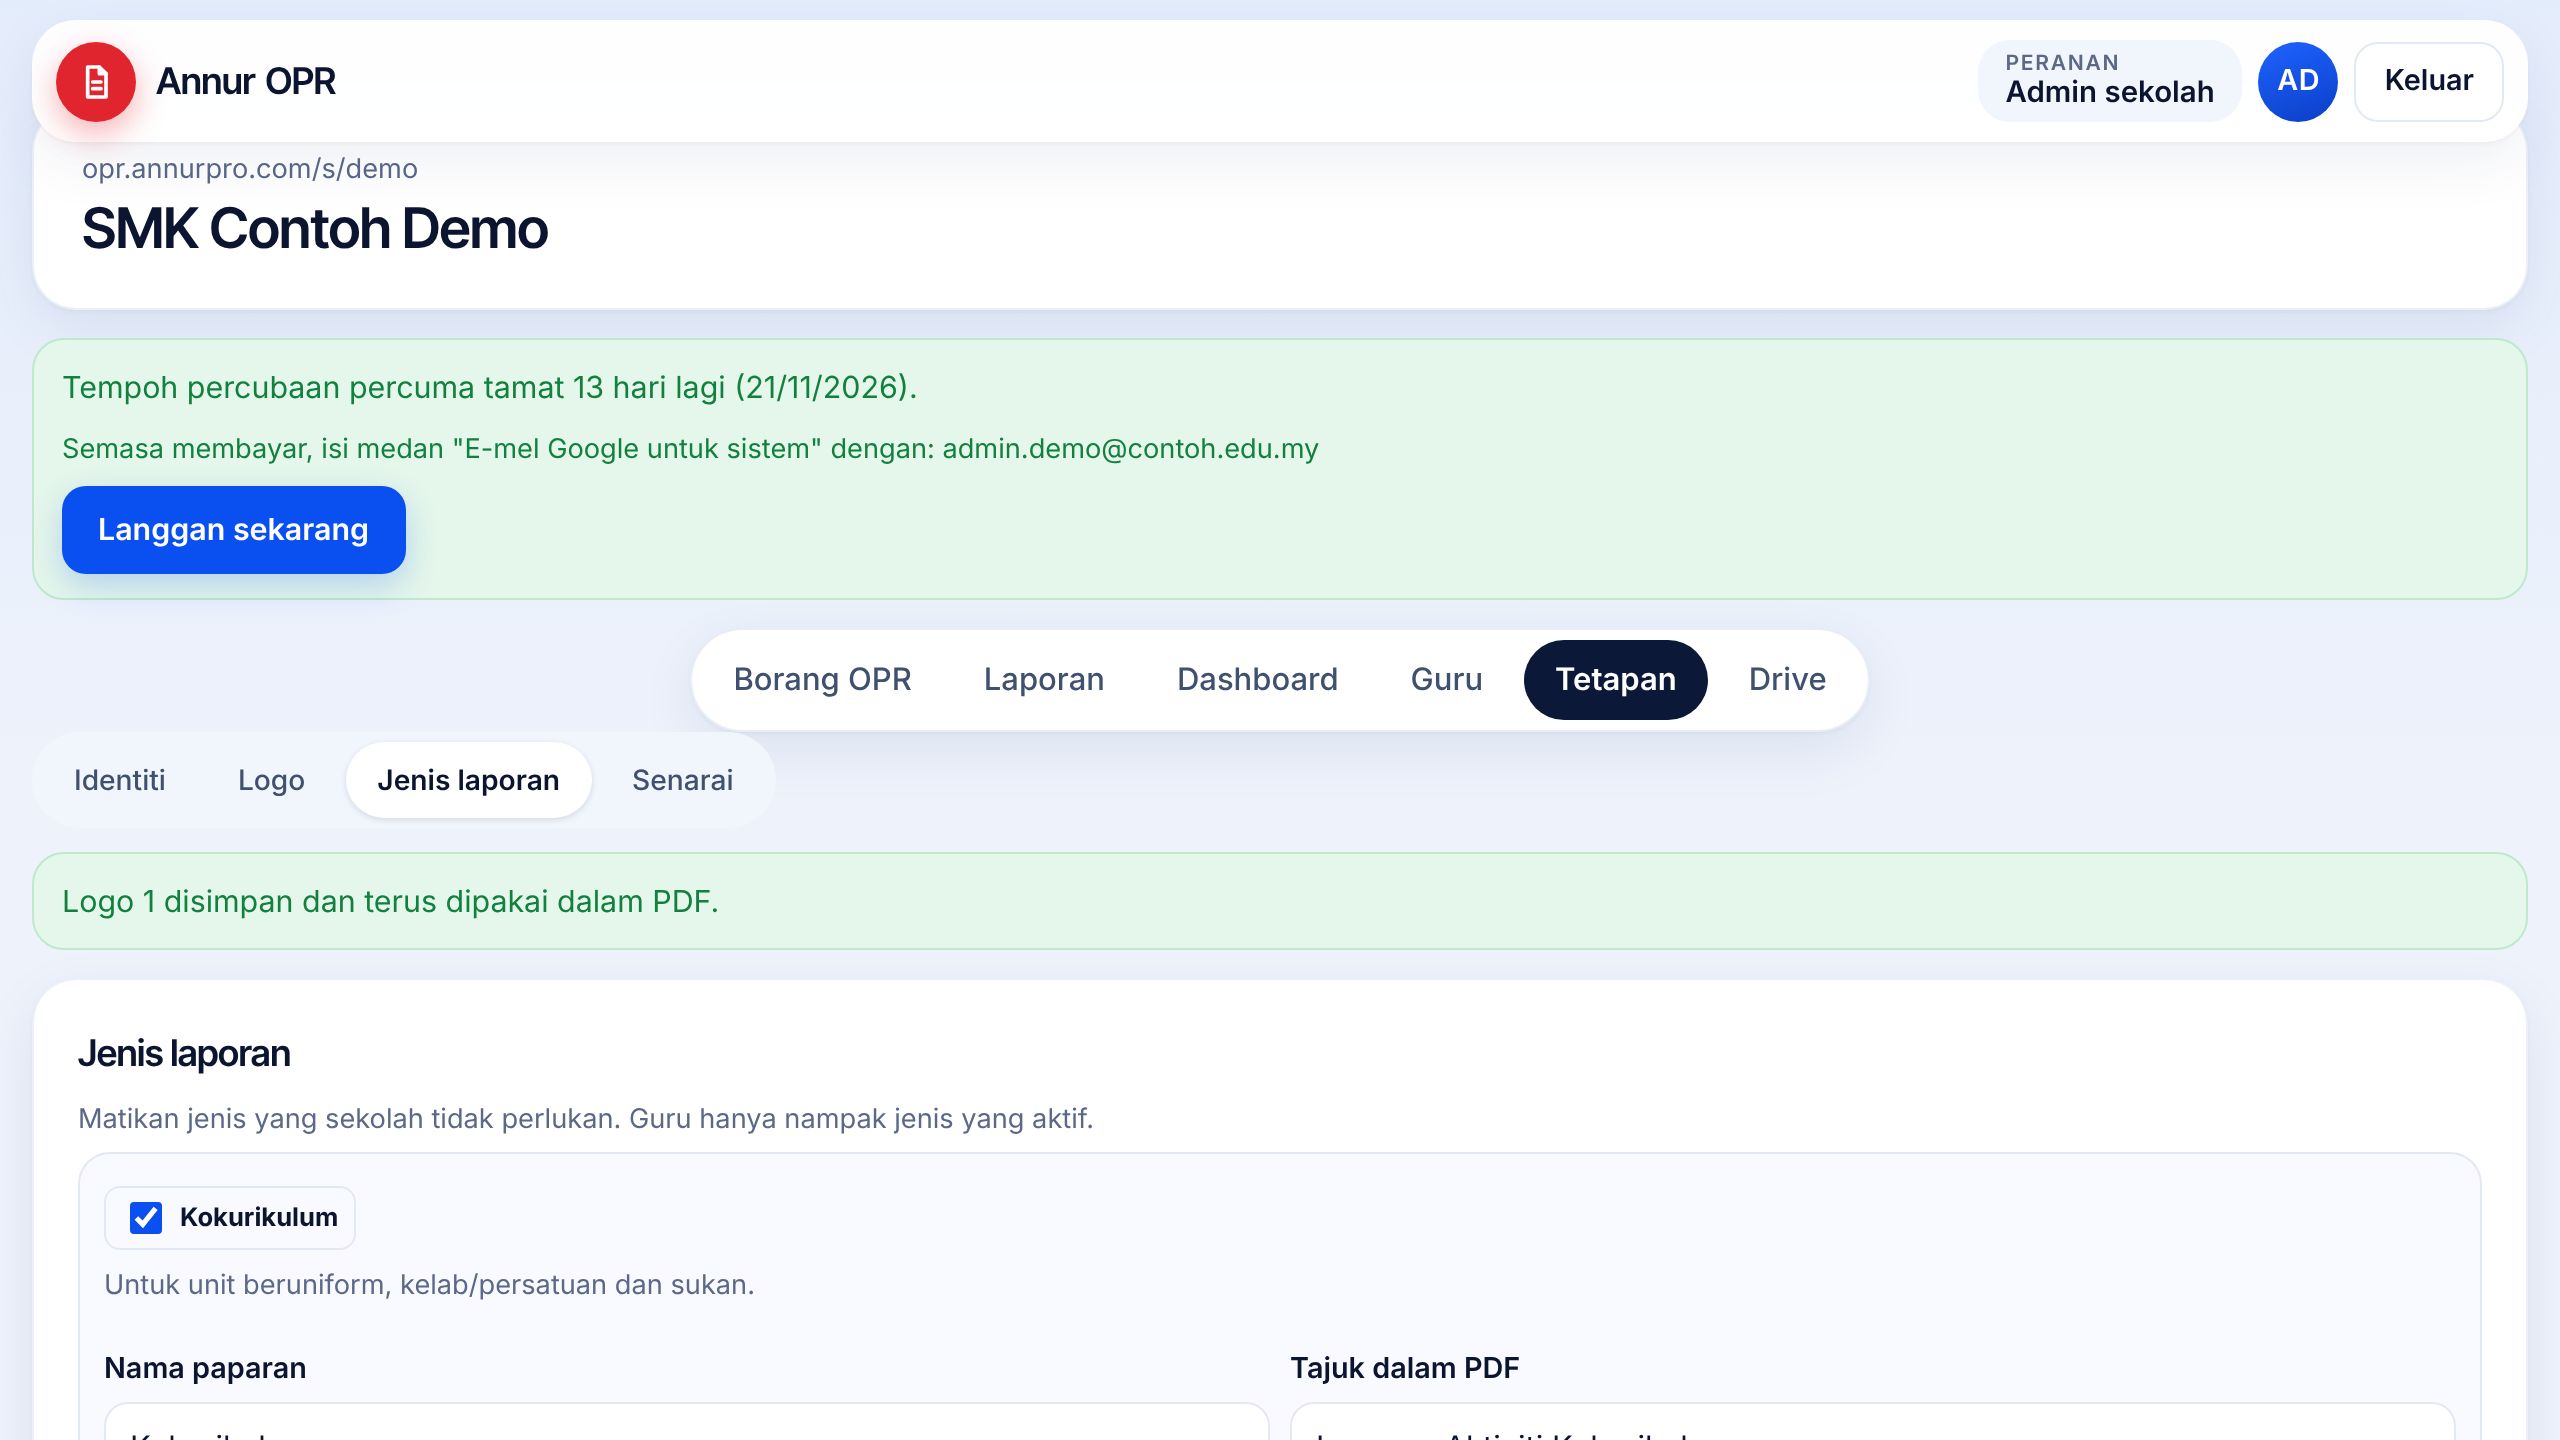 Annur OPR
PERANAN
Admin sekolah
AD
Keluar
opr.annurpro.com/s/demo
SMK Contoh Demo
Tempoh percubaan percuma tamat 13 hari lagi (21/11/2026).
Semasa membayar, isi medan "E-mel Google untuk sistem" dengan: admin.demo@contoh.edu.my
Langgan sekarang
Borang OPR
Laporan
Dashboard
Guru
Tetapan
Drive
Identiti
Logo
Jenis laporan
Senarai
Logo 1 disimpan dan terus dipakai dalam PDF.
Jenis laporan
Matikan jenis yang sekolah tidak perlukan. Guru hanya nampak jenis yang aktif.
Kokurikulum
Untuk unit beruniform, kelab/persatuan dan sukan.
Nama paparan
Tajuk dalam PDF